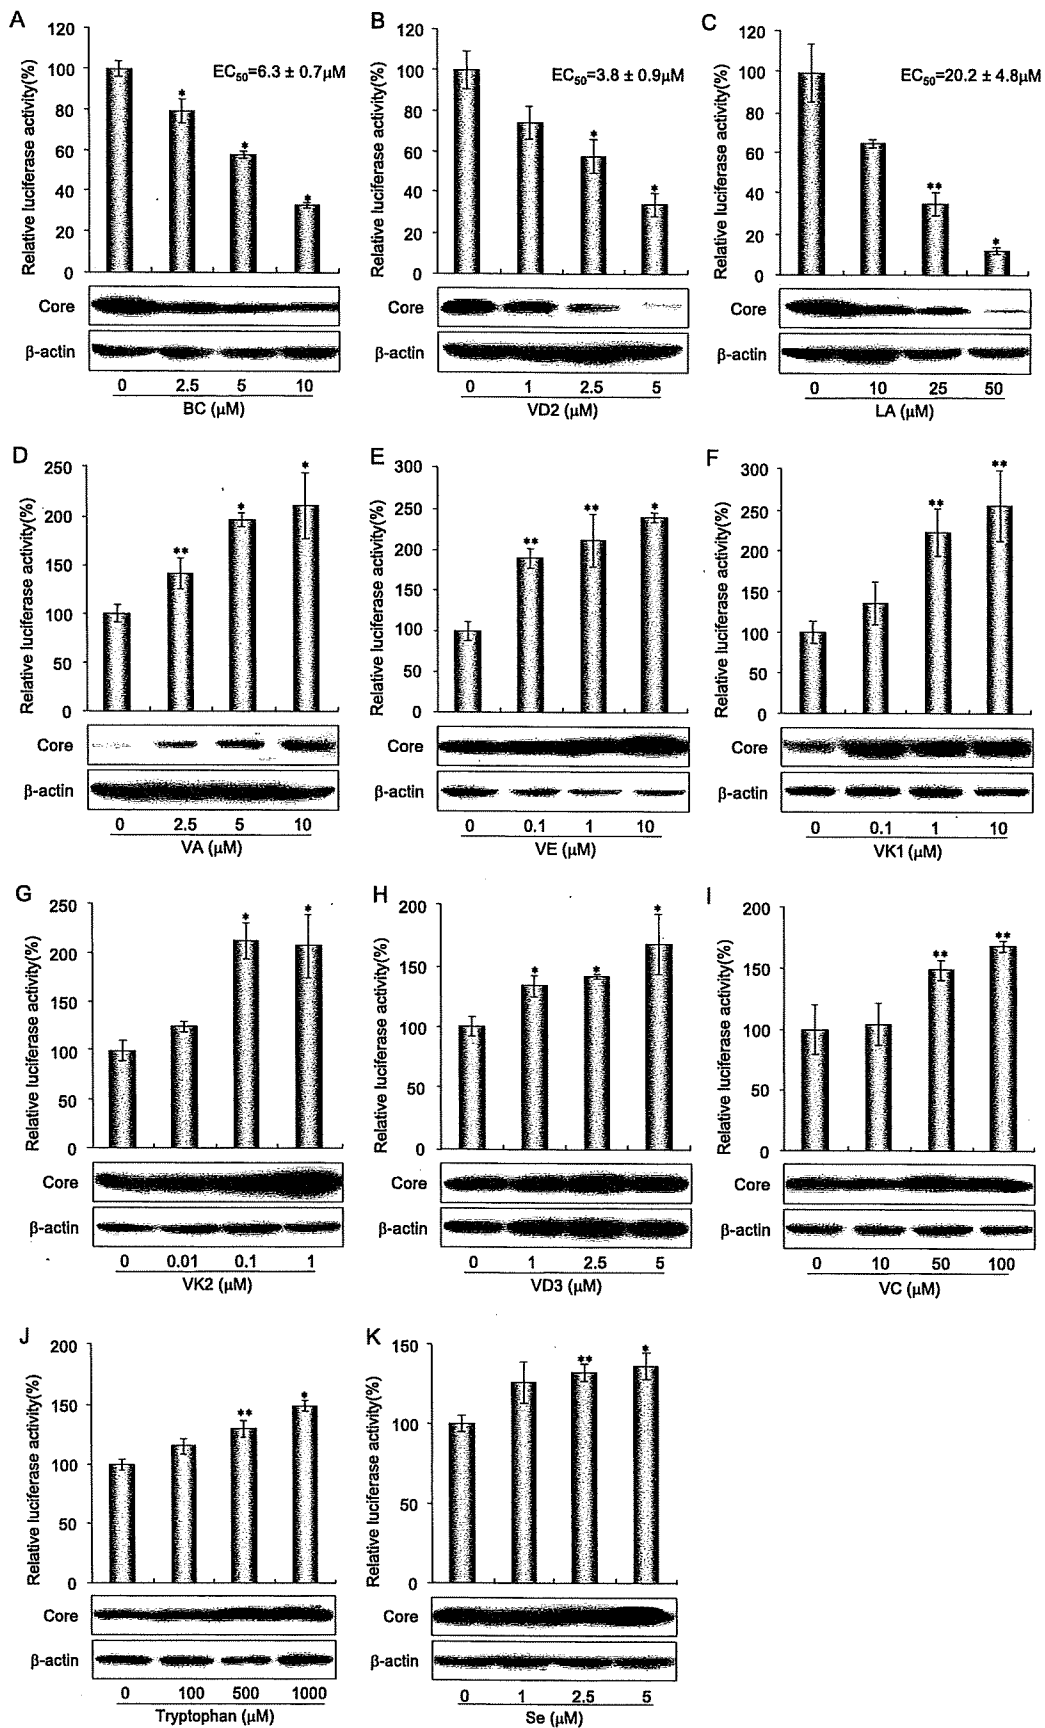 A
Relative luciferase activity(%)
120
100
80
60
40
20
0
EC50=6.3 ± 0.7µM
*
*
*
Core
β-actin
0 2.5 5 10
BC (µM)
B
Relative luciferase activity(%)
120
100
80
60
40
20
0
EC50=3.8 ± 0.9µM
*
*
Core
β-actin
0 1 2.5 5
VD2 (µM)
C
Relative luciferase activity(%)
120
100
80
60
40
20
0
EC50=20.2 ± 4.8µM
**
*
Core
β-actin
0 10 25 50
LA (µM)
D
Relative luciferase activity(%)
250
200
150
100
50
0
**
*
*
Core
β-actin
0 2.5 5 10
VA (µM)
E
Relative luciferase activity(%)
300
250
200
150
100
50
0
**
**
*
Core
β-actin
0 0.1 1 10
VE (µM)
F
Relative luciferase activity(%)
300
250
200
150
100
50
0
**
**
Core
β-actin
0 0.1 1 10
VK1 (µM)
G
Relative luciferase activity(%)
250
200
150
100
50
0
*
*
Core
β-actin
0 0.01 0.1 1
VK2 (µM)
H
Relative luciferase activity(%)
200
150
100
50
0
*
*
*
Core
β-actin
0 1 2.5 5
VD3 (µM)
I
Relative luciferase activity(%)
200
150
100
50
0
**
**
Core
β-actin
0 10 50 100
VC (µM)
J
Relative luciferase activity(%)
200
150
100
50
0
**
*
Core
β-actin
0 100 500 1000
Tryptophan (µM)
K
Relative luciferase activity(%)
150
100
50
0
**
*
Core
β-actin
0 1 2.5 5
Se (µM)